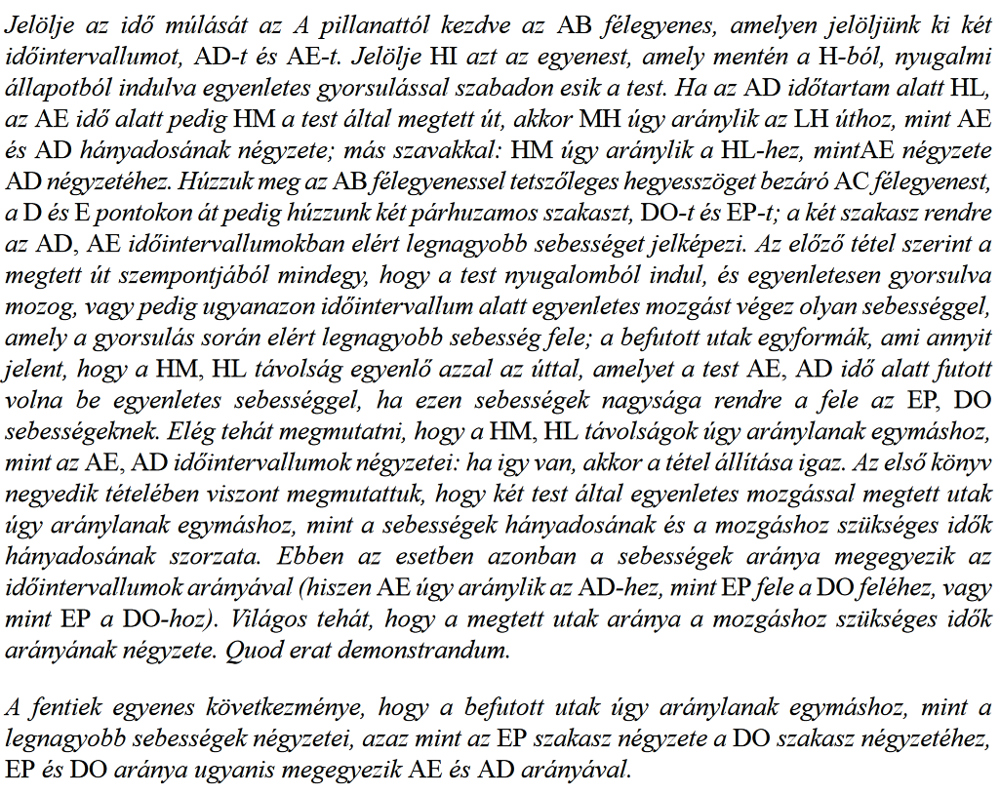 Jelölje az idő múlását az A pillanattól kezdve az AB félegyenes, amelyen jelöljünk ki két
időintervallumot, AD-t és AE-t. Jelölje HI azt az egyenest, amely mentén a H-ból, nyugalmi
állapotból indulva egyenletes gyorsulással szabadon esik a test. Ha az AD időtartam alatt HL,
az AE idő alatt pedig HM a test által megtett út, akkor MH úgy aránylik az LH úthoz, mint AE
és AD hányadosának négyzete; más szavakkal: HM úgy aránylik a HL-hez, mintAE négyzete
AD négyzetéhez. Húzzuk meg az AB félegyenessel tetszőleges hegyesszöget bezáró AC félegyenest,
a D és E pontokon át pedig húzzunk két párhuzamos szakaszt, DO-t és EP-t; a két szakasz rendre
az AD, AE időintervallumokban elért legnagyobb sebességet jelképezi. Az előző tétel szerint a
megtett út szempontjából mindegy, hogy a test nyugalomból indul, és egyenletesen gyorsulva
mozog, vagy pedig ugyanazon időintervallum alatt egyenletes mozgást végez olyan sebességgel,
amely a gyorsulás során elért legnagyobb sebesség fele; a befutott utak egyformák, ami annyit
jelent, hogy a HM, HL távolság egyenlő azzal az úttal, amelyet a test AE, AD idő alatt futott
volna be egyenletes sebességgel, ha ezen sebességek nagysága rendre a fele az EP, DO
sebességeknek. Elég tehát megmutatni, hogy a HM, HL távolságok úgy aránylanak egymáshoz,
mint az AE, AD időintervallumok négyzetei: ha igy van, akkor a tétel állítása igaz. Az első könyv
negyedik tételében viszont megmutattuk, hogy két test által egyenletes mozgással megtett utak
úgy aránylanak egymáshoz, mint a sebességek hányadosának és a mozgáshoz szükséges idők
hányadosának szorzata. Ebben az esetben azonban a sebességek aránya megegyezik az
időintervallumok arányával (hiszen AE úgy aránylik az AD-hez, mint EP fele a DO feléhez, vagy
mint EP a DO-hoz). Világos tehát, hogy a megtett utak aránya a mozgáshoz szükséges idők
arányának négyzete. Quod erat demonstrandum.
A fentiek egyenes következménye, hogy a befutott utak úgy aránylanak egymáshoz, mint a
legnagyobb sebességek négyzetei, azaz mint az EP szakasz négyzete a DO szakasz négyzetéhez,
EP és DO aránya ugyanis megegyezik AE és AD arányával.